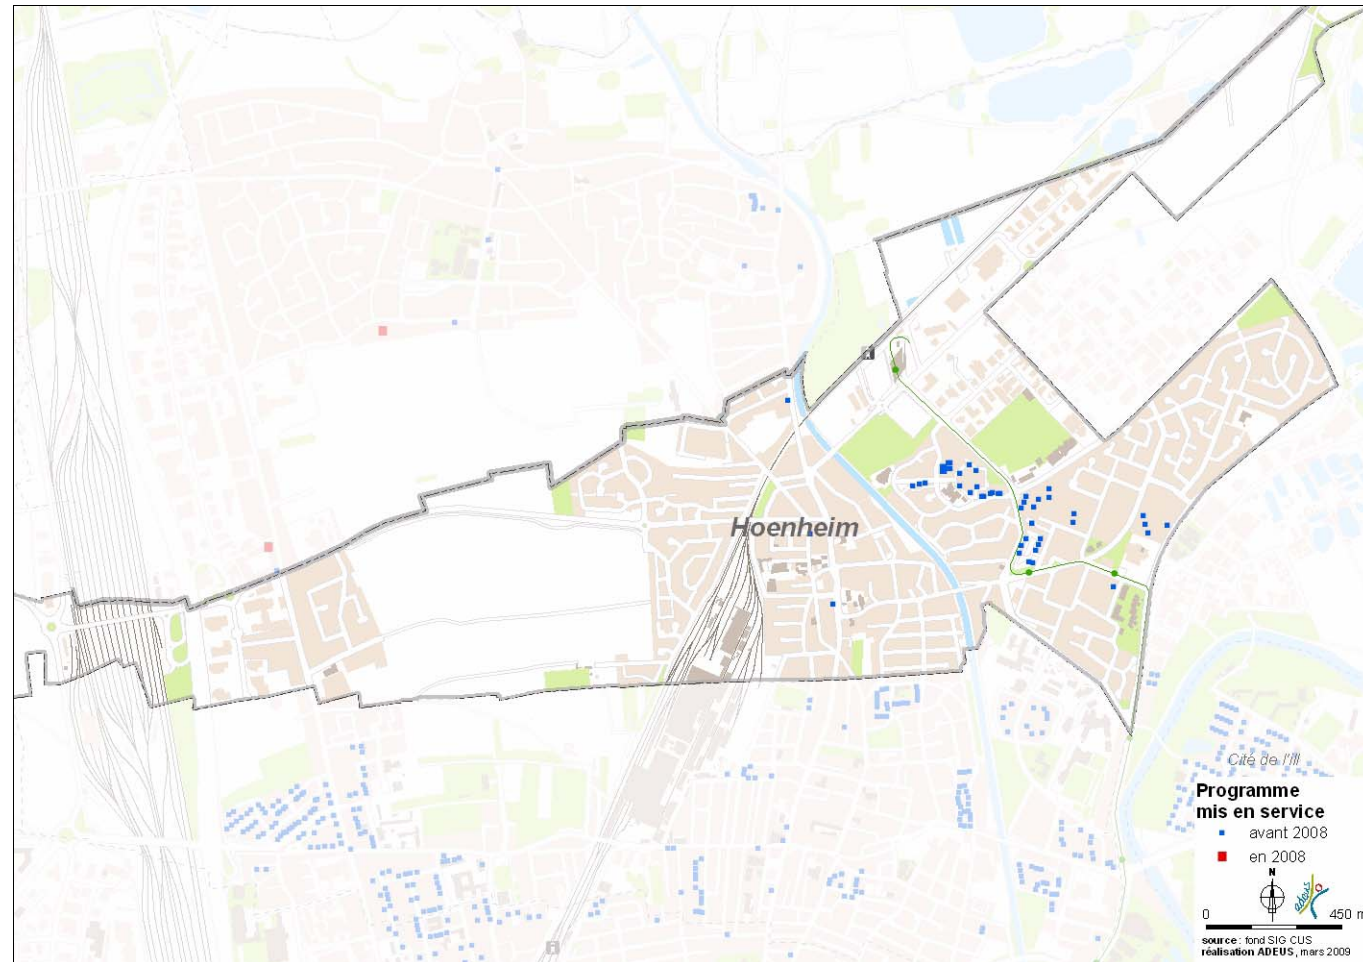 Hoenheim
Cité de l'Ill
Programme
mis en service
avant 2008
en 2008
N
adeus
0
450 m
source : fond SIG CUS
réalisation ADEUS, mars 2009